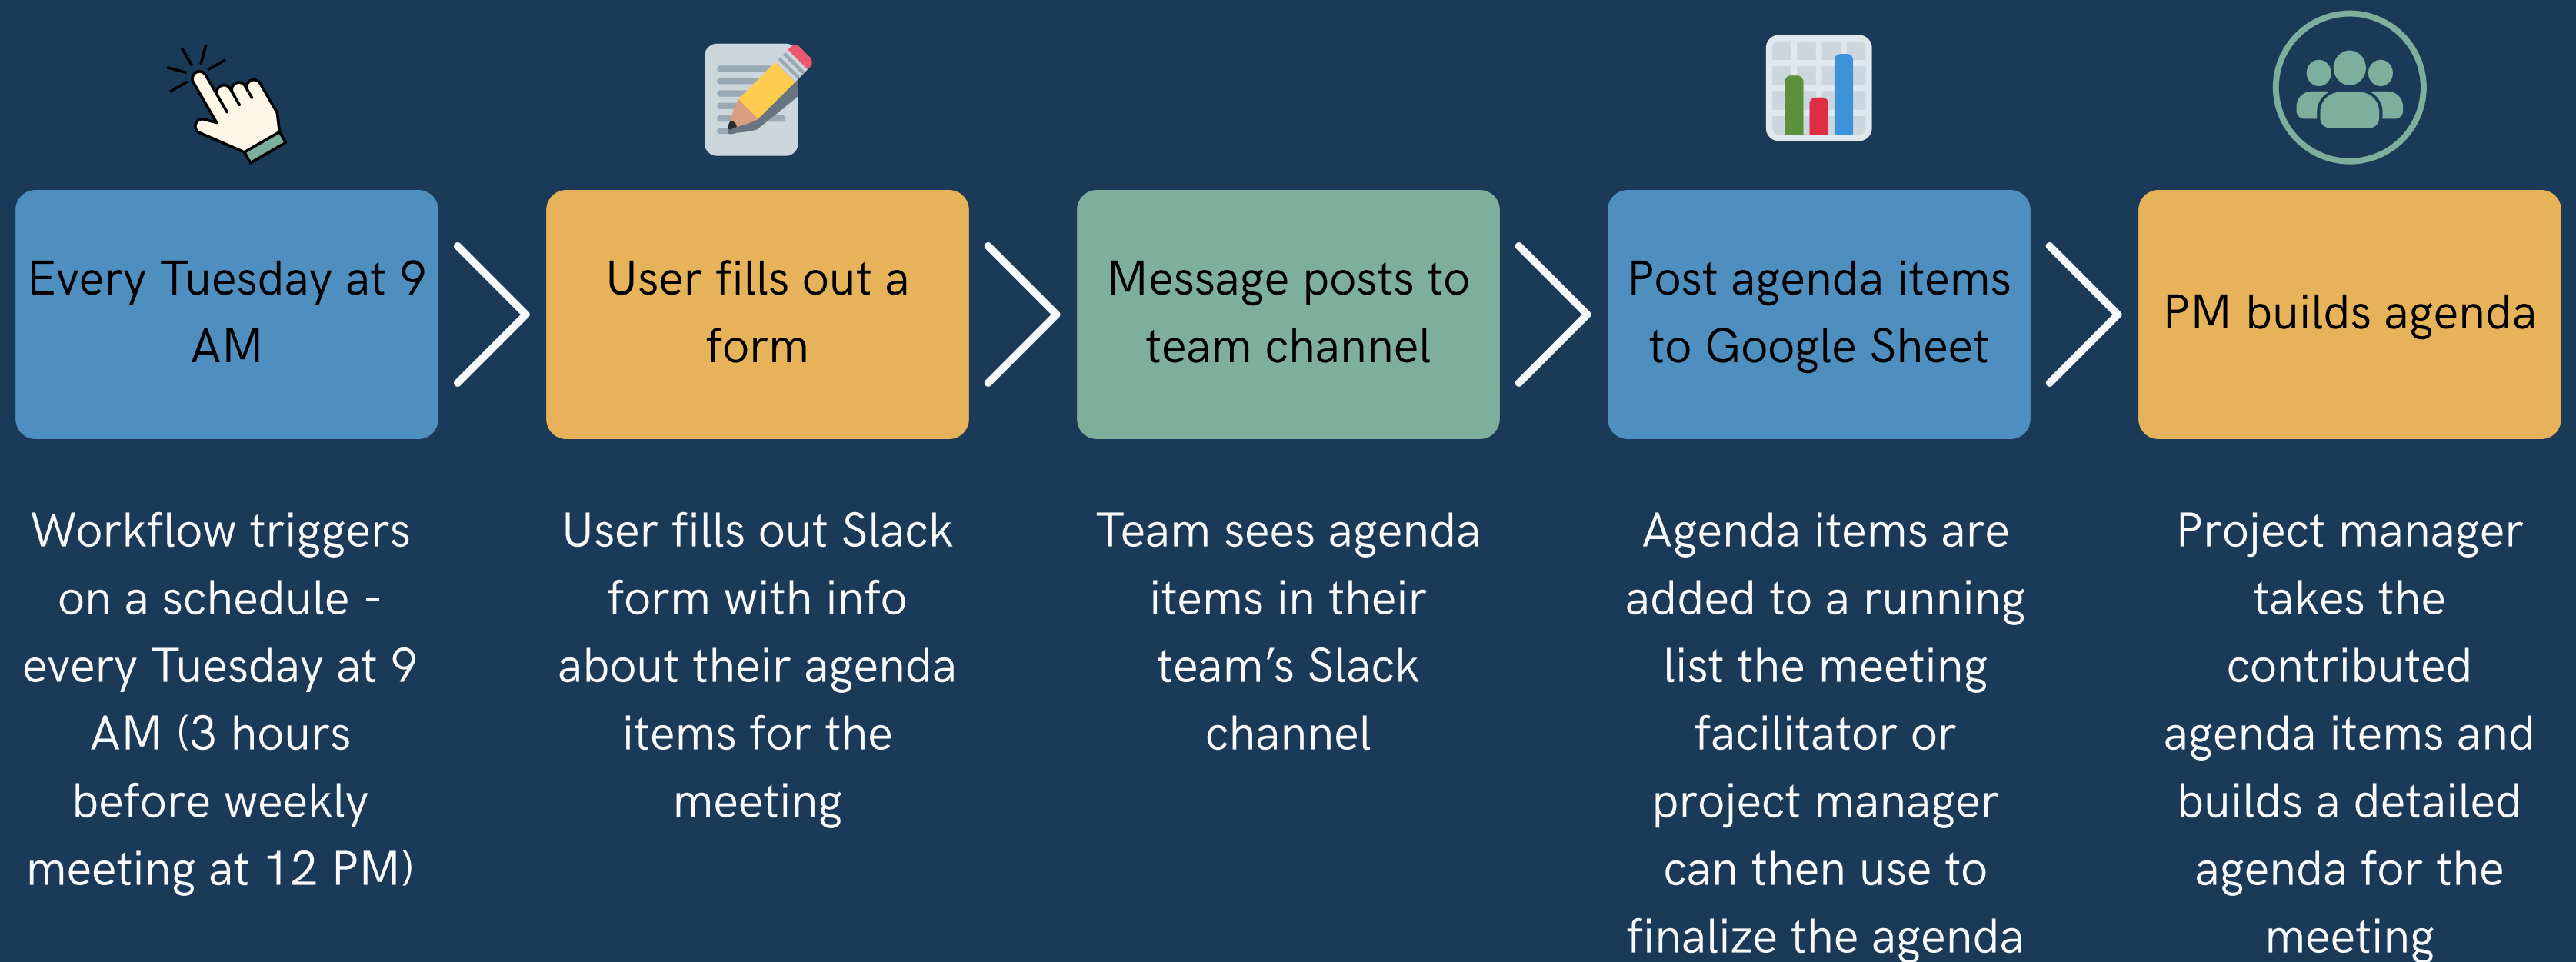 Every Tuesday at 9
AM
User fills out a
form
Message posts to
team channel
Post agenda items
to Google Sheet
PM builds agenda
Workflow triggers
on a schedule -
every Tuesday at 9
AM (3 hours
before weekly
meeting at 12 PM)
User fills out Slack
form with info
about their agenda
items for the
meeting
Team sees agenda
items in their
team’s Slack
channel
Agenda items are
added to a running
list the meeting
facilitator or
project manager
can then use to
finalize the agenda
Project manager
takes the
contributed
agenda items and
builds a detailed
agenda for the
meeting